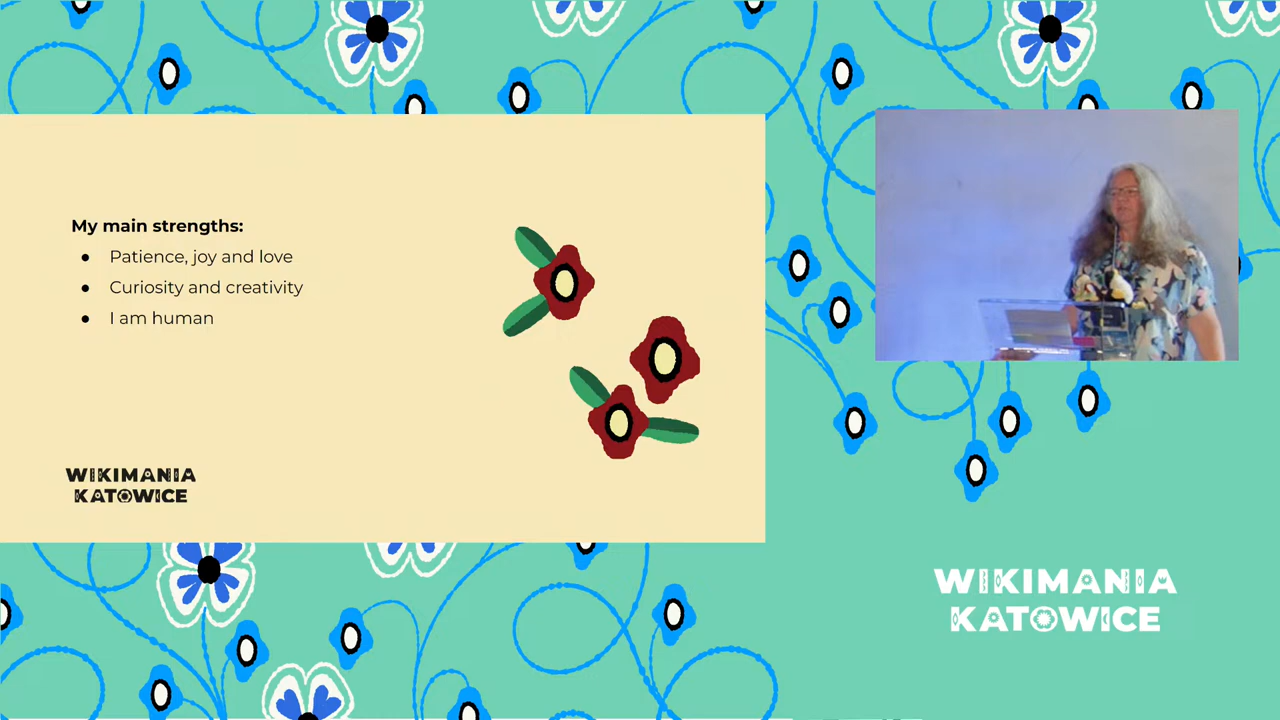 My main strengths:
● Patience, joy and love
● Curiosity and creativity
● I am human
WIKIMANIA
KATOWICE
WIKIMANIA
KATOWICE